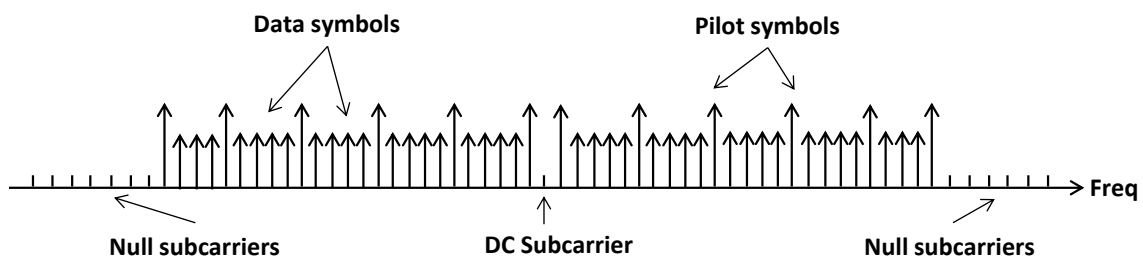 Data symbols
Pilot symbols
Freq
Null subcarriers
DC Subcarrier
Null subcarriers